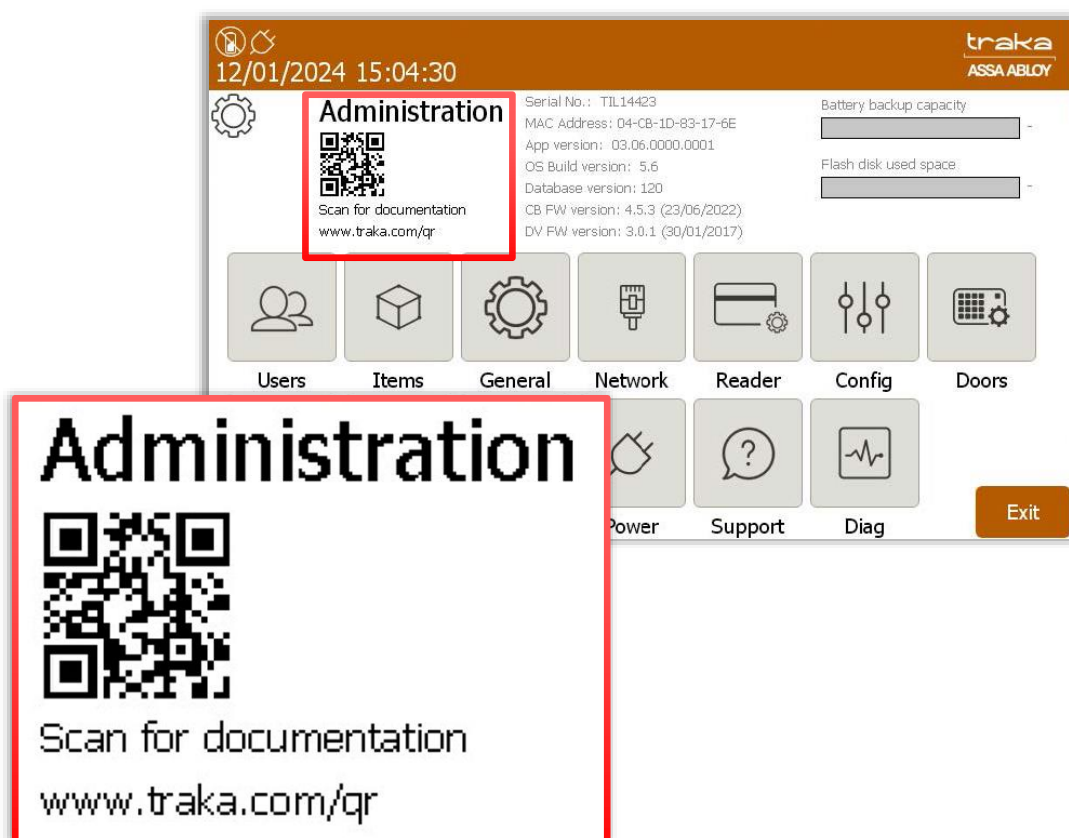 12/01/2024 15:04:30
traka
ASSA ABLOY
Administration
Scan for documentation
www.traka.com/qr
Serial No.: TIL14423
MAC Address: 04-CB-1D-83-17-6E
App version: 03.06.0000.0001
OS Build version: 5.6
Database version: 120
CB FW version: 4.5.3 (23/06/2022)
DV FW version: 3.0.1 (30/01/2017)
Battery backup capacity
-
Flash disk used space
-
Users Items General Network Reader Config Doors
Power Support Diag
Exit
Administration
Scan for documentation
www.traka.com/qr